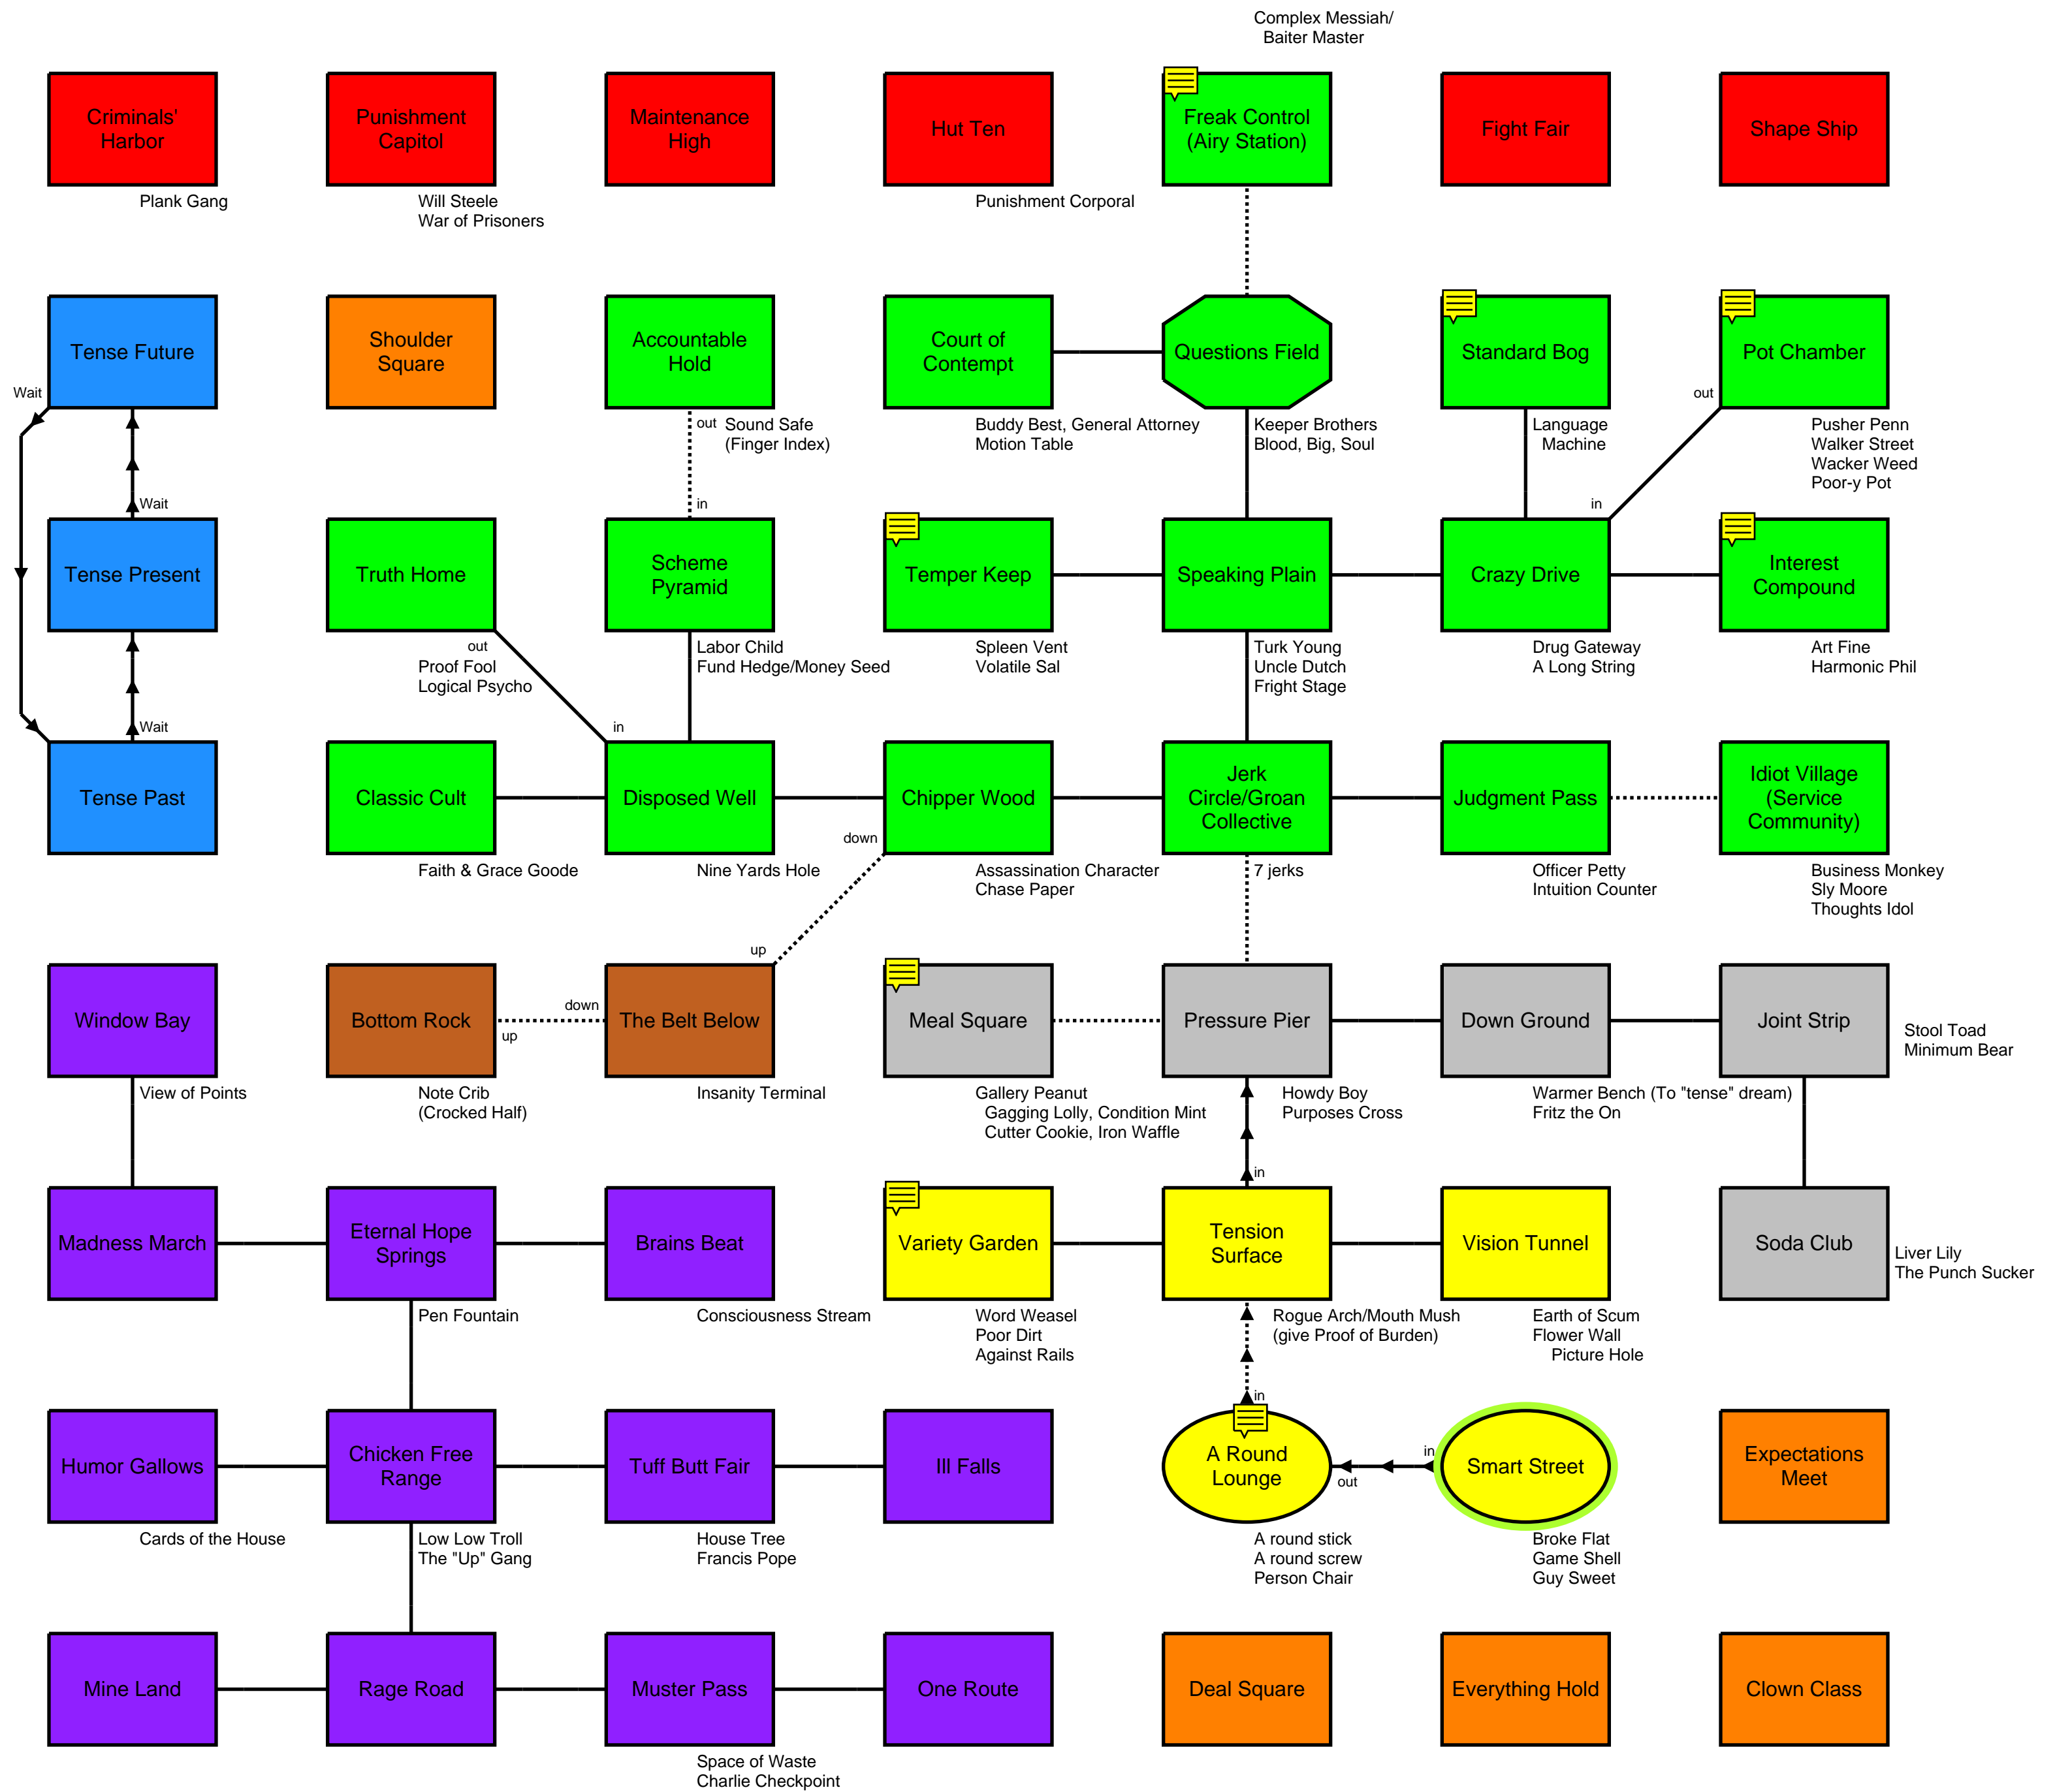 Complex Messiah/
Baiter Master
Criminals'
Harbor
Punishment
Capitol
Maintenance
High
Hut Ten
Freak Control
(Airy Station)
Fight Fair
Shape Ship
Plank Gang
Will Steele
War of Prisoners
Punishment Corporal
Tense Future
Shoulder
Square
Accountable
Hold
Court of
Contempt
Questions Field
Standard Bog
Pot Chamber
Wait
out
out
Sound Safe
(Finger Index)
Buddy Best, General Attorney
Motion Table
Keeper Brothers
Blood, Big, Soul
Language
Machine
Pusher Penn
Walker Street
Wacker Weed
Poor-y Pot
Wait
in
in
Tense Present
Truth Home
Scheme
Pyramid
Temper Keep
Speaking Plain
Crazy Drive
Interest
Compound
out
Proof Fool
Logical Psycho
Labor Child
Fund Hedge/Money Seed
Spleen Vent
Volatile Sal
Turk Young
Uncle Dutch
Fright Stage
Drug Gateway
A Long String
Art Fine
Harmonic Phil
Wait
in
Tense Past
Classic Cult
Disposed Well
Chipper Wood
Jerk
Circle/Groan
Collective
Judgment Pass
Idiot Village
(Service
Community)
down
Faith & Grace Goode
Nine Yards Hole
Assassination Character
Chase Paper
7 jerks
Officer Petty
Intuition Counter
Business Monkey
Sly Moore
Thoughts Idol
up
Window Bay
Bottom Rock
down
up
The Belt Below
Meal Square
Pressure Pier
Down Ground
Joint Strip
Stool Toad
Minimum Bear
View of Points
Note Crib
(Crocked Half)
Insanity Terminal
Gallery Peanut
Gagging Lolly, Condition Mint
Cutter Cookie, Iron Waffle
Howdy Boy
Purposes Cross
Warmer Bench (To "tense" dream)
Fritz the On
in
Madness March
Eternal Hope
Springs
Brains Beat
Variety Garden
Tension
Surface
Vision Tunnel
Soda Club
Liver Lily
The Punch Sucker
Pen Fountain
Consciousness Stream
Word Weasel
Poor Dirt
Against Rails
Rogue Arch/Mouth Mush
(give Proof of Burden)
Earth of Scum
Flower Wall
Picture Hole
in
Humor Gallows
Chicken Free
Range
Tuff Butt Fair
Ill Falls
A Round
Lounge
in
out
Smart Street
Expectations
Meet
Cards of the House
Low Low Troll
The "Up" Gang
House Tree
Francis Pope
A round stick
A round screw
Person Chair
Broke Flat
Game Shell
Guy Sweet
Mine Land
Rage Road
Muster Pass
One Route
Deal Square
Everything Hold
Clown Class
Space of Waste
Charlie Checkpoint